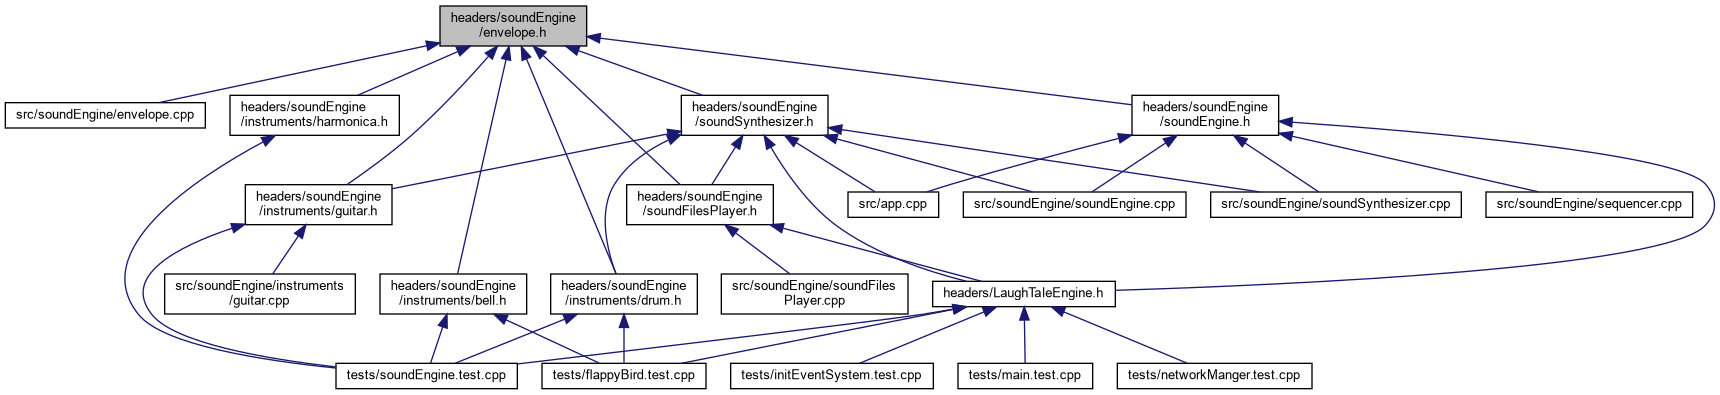 headers/soundEngine
/envelope.h
src/soundEngine/envelope.cpp
headers/soundEngine
/instruments/harmonica.h
headers/soundEngine
/soundSynthesizer.h
headers/soundEngine
/soundEngine.h
headers/soundEngine
/instruments/guitar.h
headers/soundEngine
/soundFilesPlayer.h
src/app.cpp
src/soundEngine/soundEngine.cpp
src/soundEngine/soundSynthesizer.cpp
src/soundEngine/sequencer.cpp
src/soundEngine/instruments
/guitar.cpp
headers/soundEngine
/instruments/bell.h
headers/soundEngine
/instruments/drum.h
src/soundEngine/soundFiles
Player.cpp
headers/LaughTaleEngine.h
tests/soundEngine.test.cpp
tests/flappyBird.test.cpp
tests/initEventSystem.test.cpp
tests/main.test.cpp
tests/networkManger.test.cpp